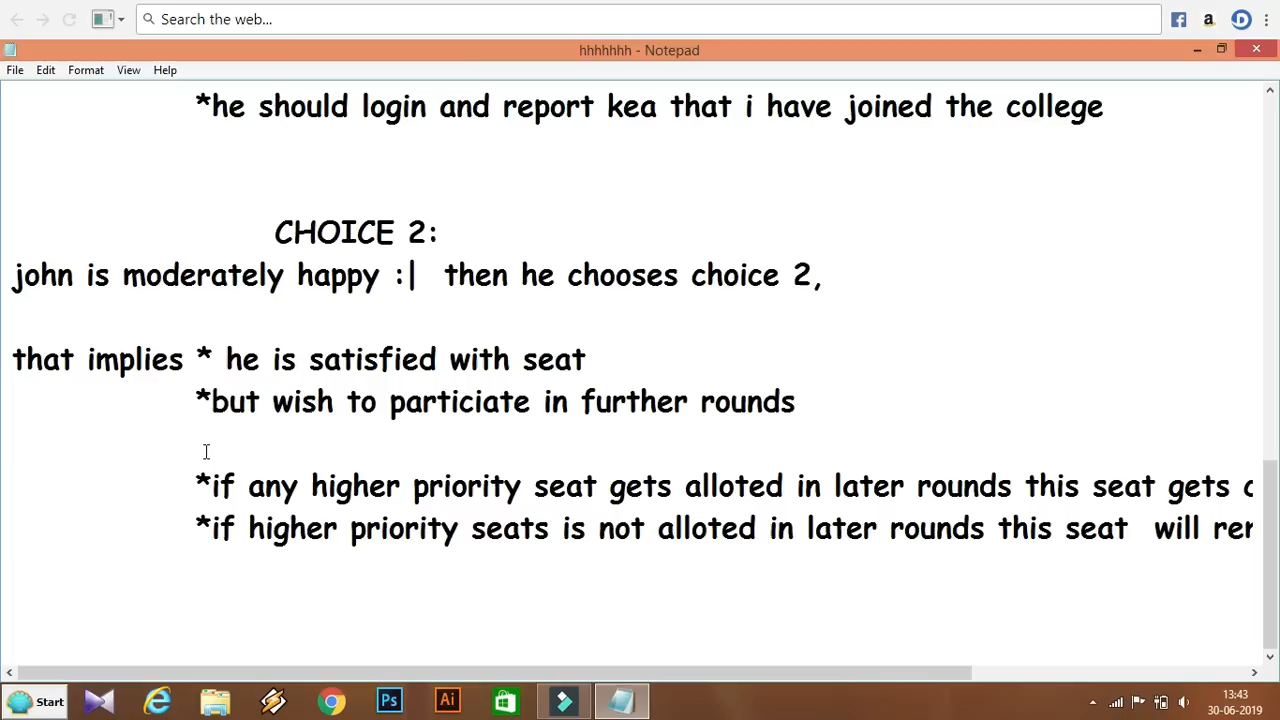 Search the web...
hhhhhhh - Notepad
File Edit Format View Help
*he should login and report kea that i have joined the college
CHOICE 2:
john is moderately happy :| then he chooses choice 2,
that implies * he is satisfied with seat
*but wish to particiate in further rounds
*if any higher priority seat gets alloted in later rounds this seat gets
*if higher priority seats is not alloted in later rounds this seat will
Start
Ps
Ai
13:43
30-06-2019